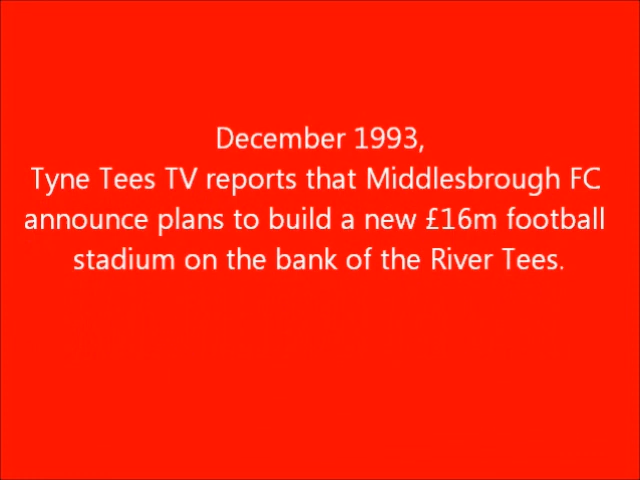 December 1993,
Tyne Tees TV reports that Middlesbrough FC
announce plans to build a new £16m football
stadium on the bank of the River Tees.